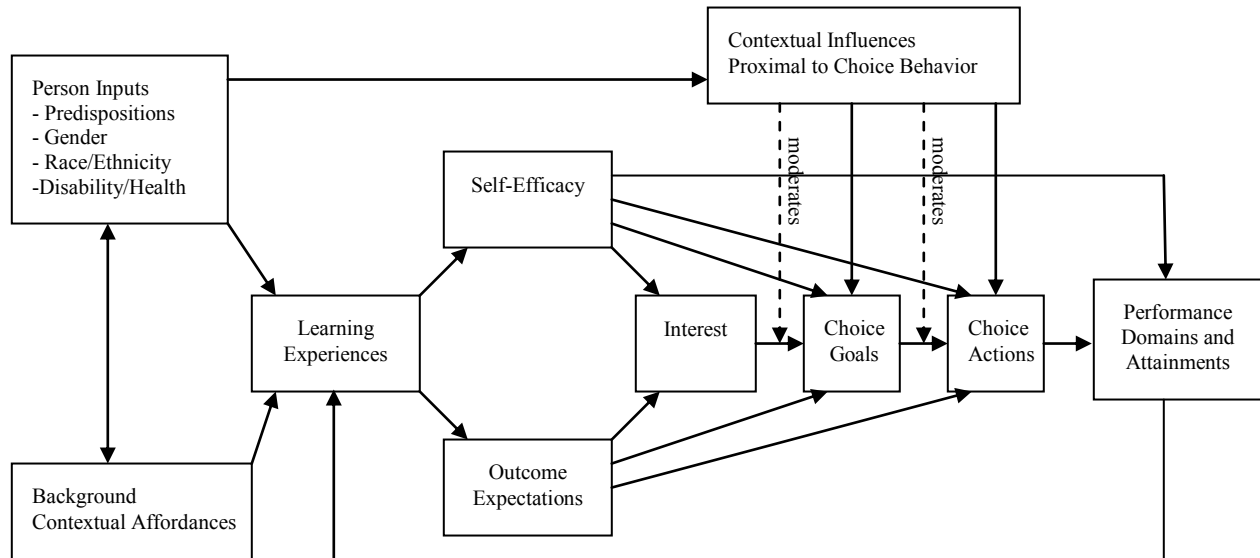 Person Inputs
- Predispositions
- Gender
- Race/Ethnicity
-Disability/Health
Contextual Influences
Proximal to Choice Behavior
moderates
moderates
Self-Efficacy
Learning
Experiences
Interest
Choice
Goals
Choice
Actions
Performance
Domains and
Attainments
Outcome
Expectations
Background
Contextual Affordances